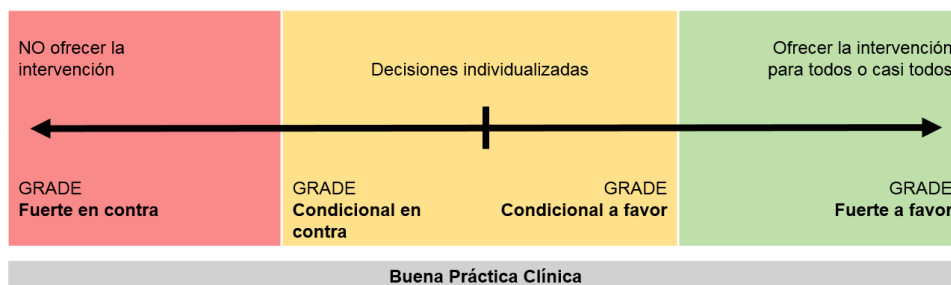 NO ofrecer la
intervención
Decisiones individualizadas
Ofrecer la intervención
para todos o casi todos
GRADE
Fuerte en contra
GRADE
Condicional en
contra
GRADE
Condicional a favor
GRADE
Fuerte a favor
Buena Práctica Clínica